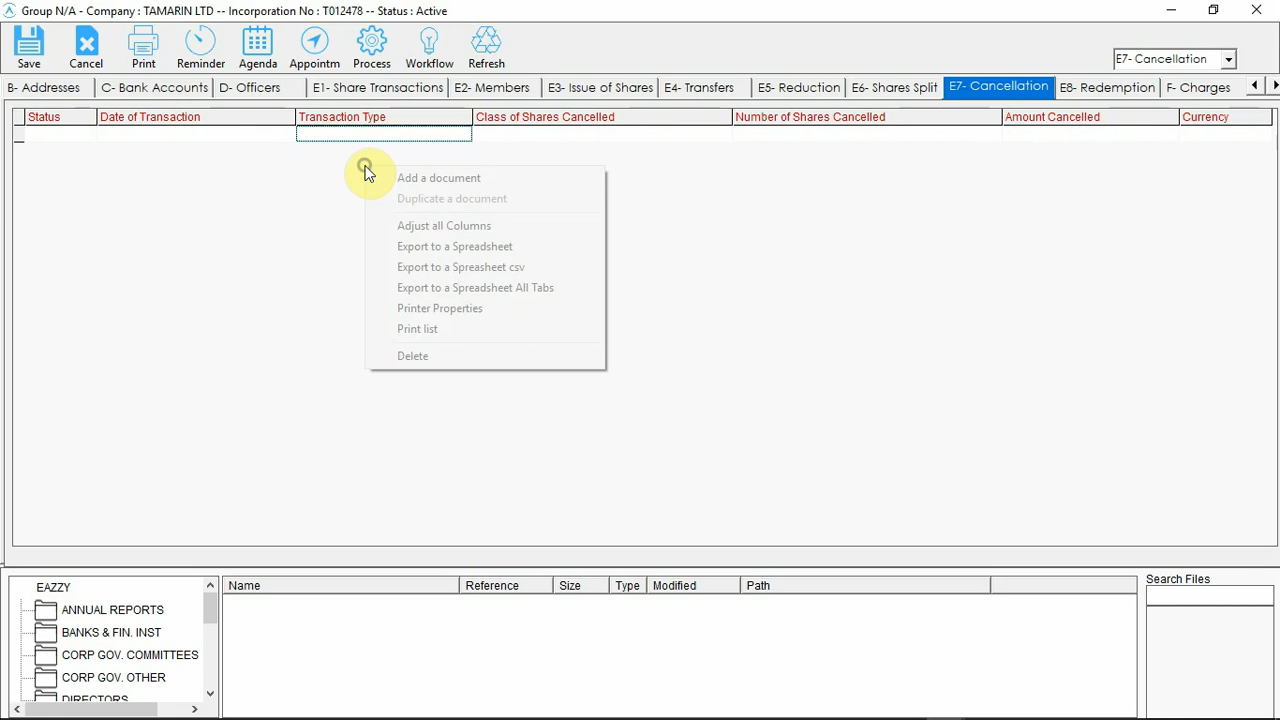 Group N/A - Company : TAMARIN LTD -- Incorporation No : T012478 -- Status : Active
Save Cancel Print Reminder Agenda Appointm Process Workflow Refresh
E7- Cancellation
B- Addresses C- Bank Accounts D- Officers E1- Share Transactions E2- Members E3- Issue of Shares E4- Transfers E5- Reduction E6- Shares Split E7- Cancellation E8- Redemption F- Charges
Status Date of Transaction Transaction Type Class of Shares Cancelled Number of Shares Cancelled Amount Cancelled Currency
Add a document
Duplicate a document
Adjust all Columns
Export to a Spreadsheet
Export to a Spreasheet csv
Export to a Spreadsheet All Tabs
Printer Properties
Print list
Delete
EAZZY
ANNUAL REPORTS
BANKS & FIN. INST
CORP GOV. COMMITTEES
CORP GOV. OTHER
DIRECTORS
Name Reference Size Type Modified Path
Search Files